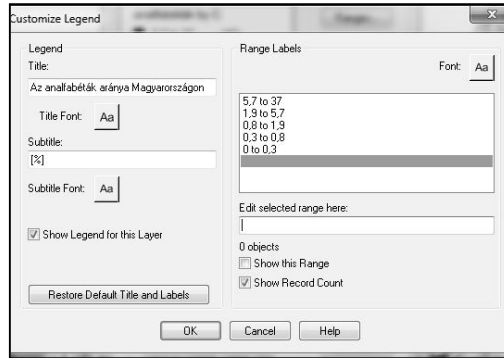 Customize Legend
Legend
Title:
Az analfabéták aránya Magyarországon
Title Font: Aa
Subtitle:
[%]
Subtitle Font: Aa
Show Legend for this Layer
Restore Default Title and Labels
Range Labels
Font: Aa
5,7 to 37
1,9 to 5,7
0,8 to 1,9
0,3 to 0,8
0 to 0,3
Edit selected range here:
0 objects
Show this Range
Show Record Count
OK Cancel Help